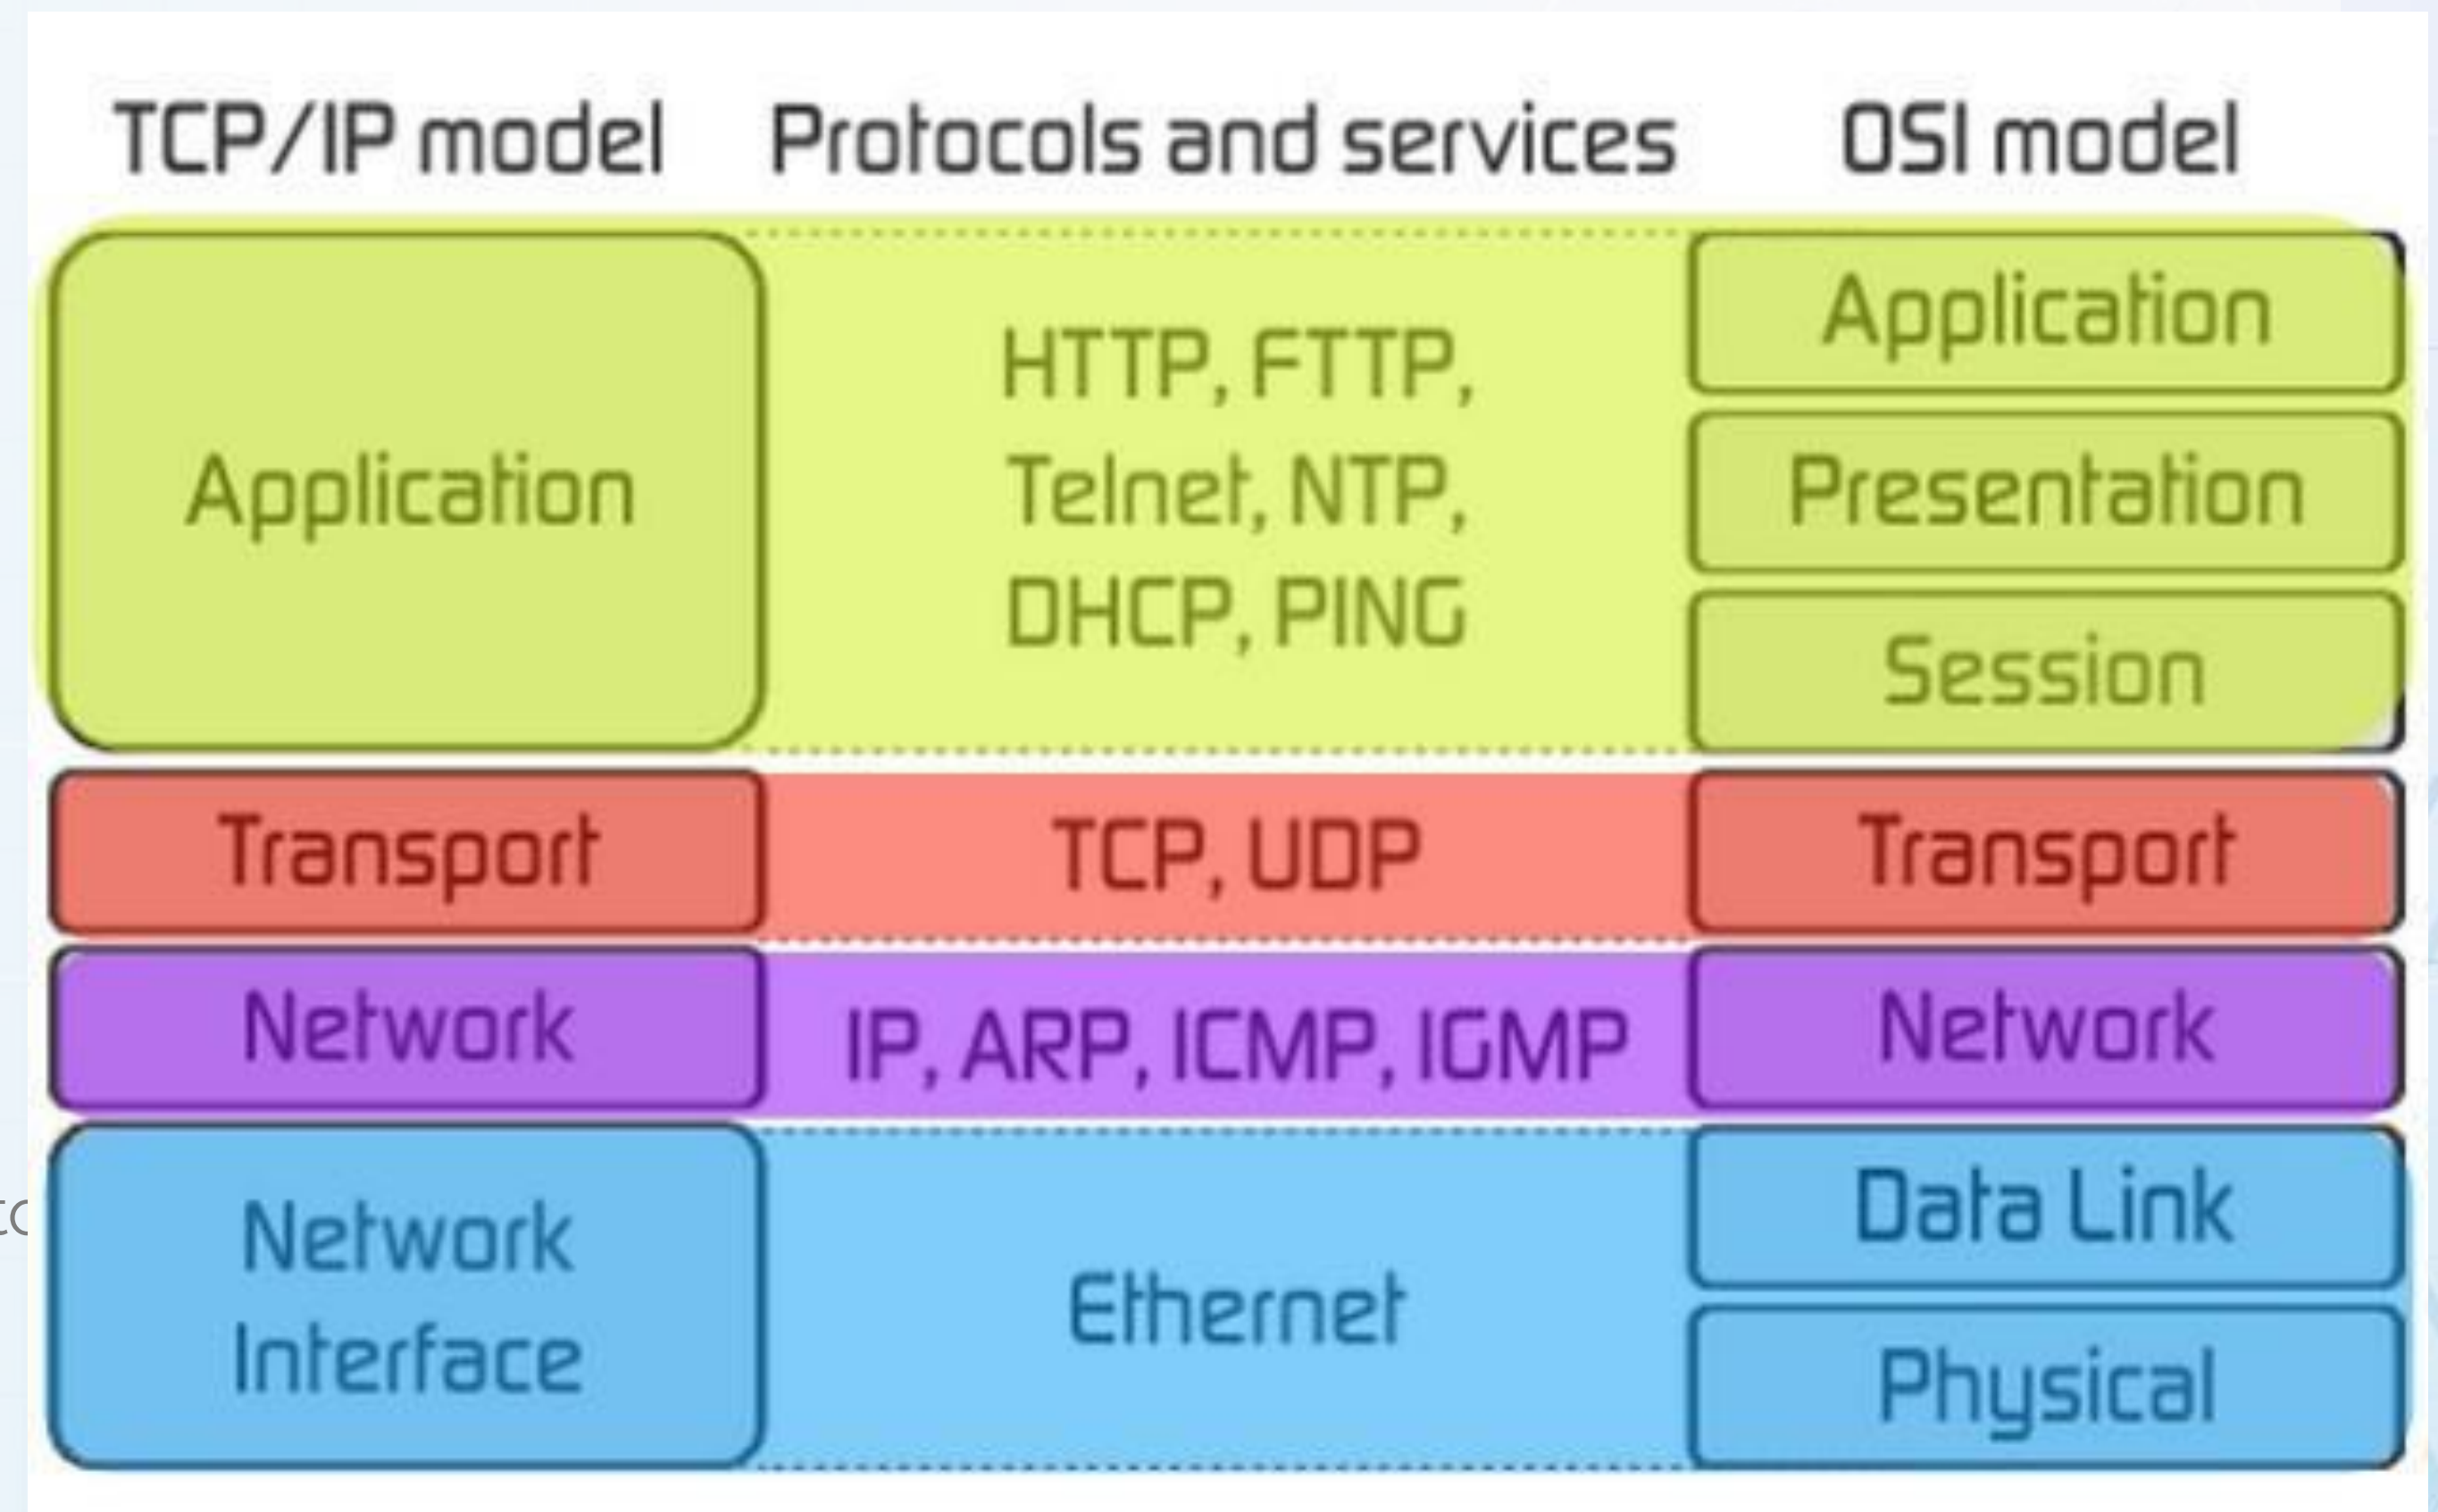 TCP/IP model Protocols and services OSI model
Application
HTTP, FTTP,
Telnet, NTP,
DHCP, PING
Application
Presentation
Session
Transport TCP, UDP Transport
Network IP, ARP, ICMP, IGMP Network
Network
Interface
Ethernet
Data Link
Physical